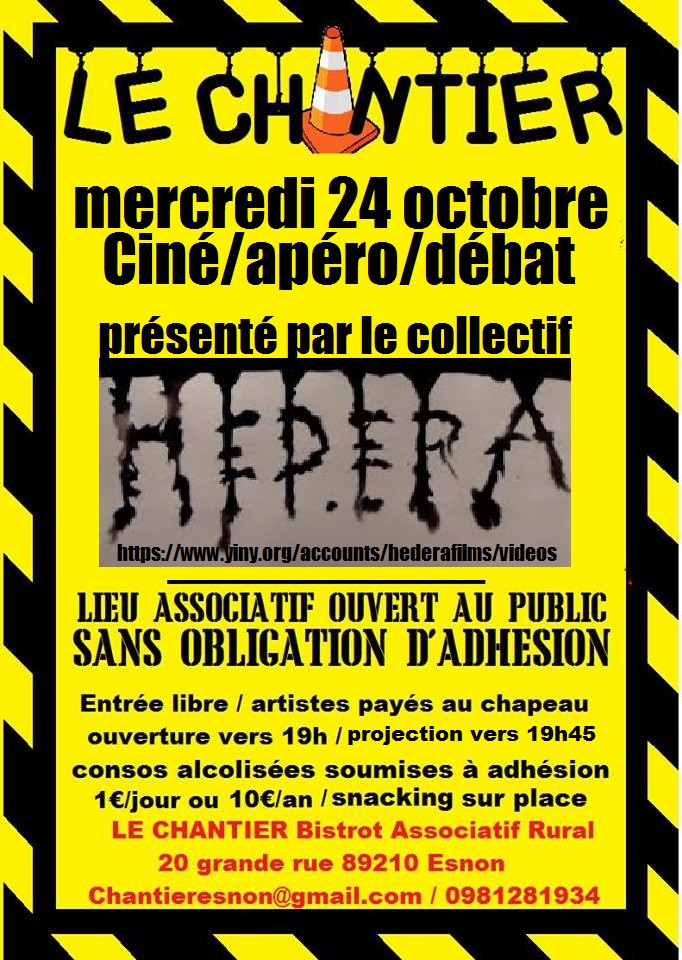 LE CHANTIER
mercredi 24 octobre
Ciné/apéro/débat
présenté par le collectif
HEDERA
https://www.yiny.org/accounts/hederafilms/videos
LIEU ASSOCIATIF OUVERT AU PUBLIC
SANS OBLIGATION D'ADHESION
Entrée libre / artistes payés au chapeau
ouverture vers 19h / projection vers 19h45
consos alcolisées soumises à adhésion
1€/jour ou 10€/an / snacking sur place
LE CHANTIER Bistrot Associatif Rural
20 grande rue 89210 Esnon
Chantieresnon@gmail.com / 0981281934